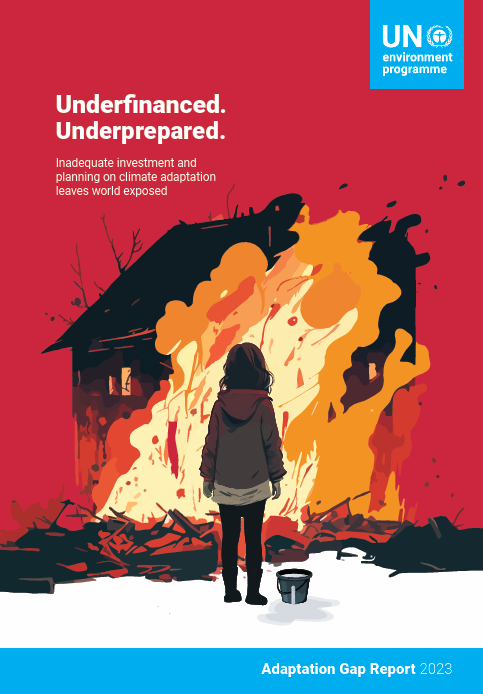 UN
environment
programme
Underfinanced.
Underprepared.
Inadequate investment and
planning on climate adaptation
leaves world exposed
Adaptation Gap Report 2023